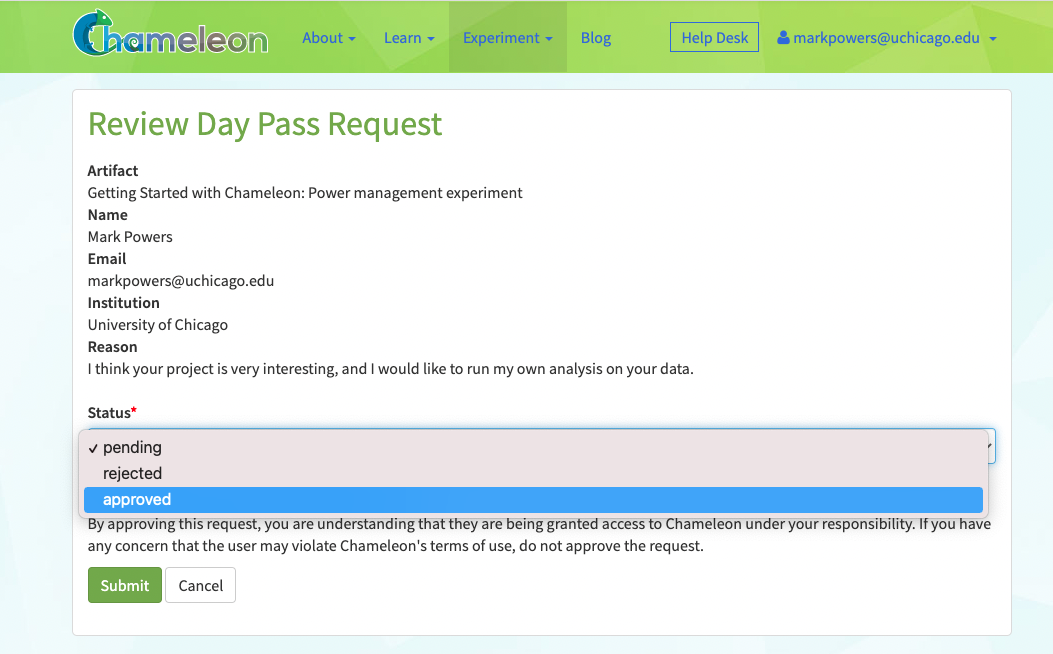 Chameleon
About
Learn
Experiment
Blog
Help Desk
markpowers@uchicago.edu
Review Day Pass Request
Artifact
Getting Started with Chameleon: Power management experiment
Name
Mark Powers
Email
markpowers@uchicago.edu
Institution
University of Chicago
Reason
I think your project is very interesting, and I would like to run my own analysis on your data.
Status*
✓ pending
rejected
approved
By approving this request, you are understanding that they are being granted access to Chameleon under your responsibility. If you have
any concern that the user may violate Chameleon's terms of use, do not approve the request.
Submit
Cancel